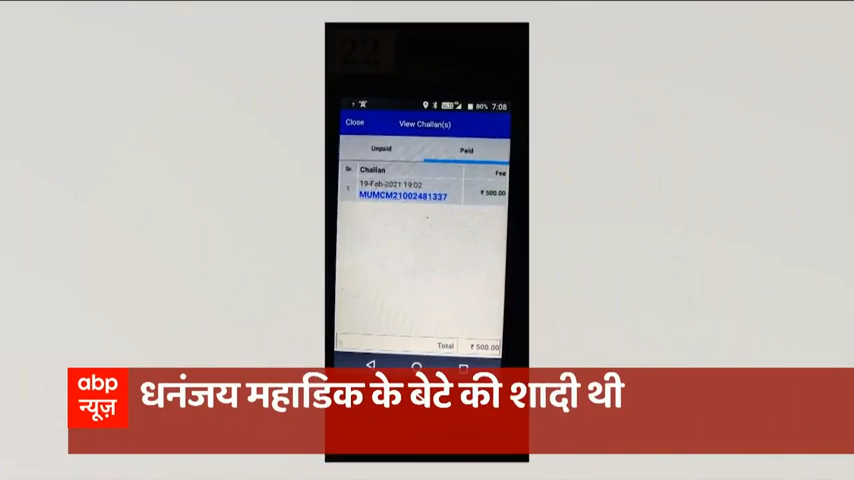 22
7:08
80%
Close
View Challan(s)
Unpaid
Paid
Sr.
Challan
Fee
1
19-Feb-2021 19:02
MUMCM21002481337
₹ 500.00
Total
₹ 500.00
abp
न्यूज़
धनंजय महाडिक के बेटे की शादी थी